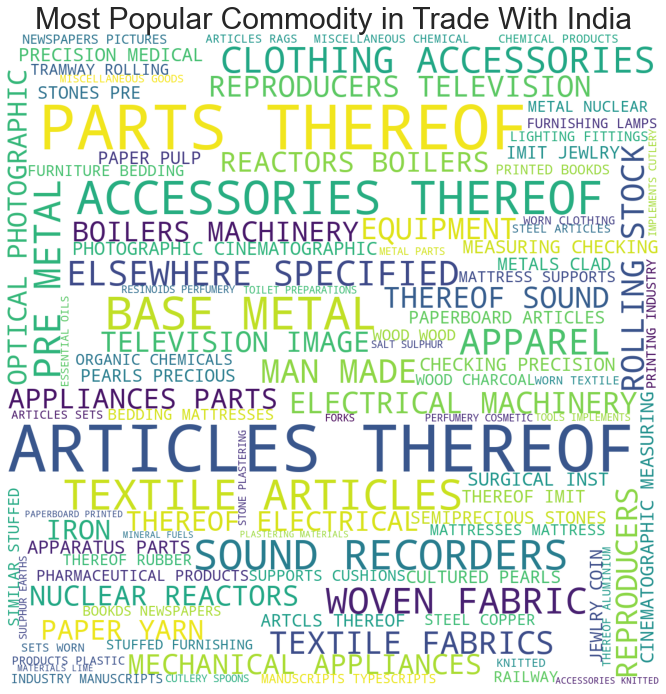 Most Popular Commodity in Trade With India
NEWSPAPERS PICTURES
ARTICLES RAGS
MISCELLANEOUS CHEMICAL
CHEMICAL PRODUCTS
PRECISION MEDICAL
CLOTHING ACCESSORIES
TRAMWAY ROLLING
MISCELLANEOUS GOODS
REPRODUCERS TELEVISION
STONES PRE
PARTS THEREOF
METAL NUCLEAR
FURNISHING LAMPS
LIGHTING FITTINGS
IMPLEMENTS CUTLERY
OPTICAL PHOTOGRAPHIC
PAPER PULP
REACTORS BOILERS
IMIT JEWLRY
FURNITURE BEDDING
PRINTED BOOKDS
PRE METAL
ACCESSORIES THEREOF
ROLLING STOCK
BOILERS MACHINERY
EQUIPMENT
WORN CLOTHING
STEEL ARTICLES
PHOTOGRAPHIC CINEMATOGRAPHIC
METAL PARTS
MEASURING CHECKING
ELSEWHERE SPECIFIED
METALS CLAD
MATTRESS SUPPORTS
PRINTING INDUSTRY
RESINOIDS PERFUMERY
TOILET PREPARATIONS
THEREOF SOUND
ESSENTIAL OILS
BASE METAL
PAPERBOARD ARTICLES
TELEVISION IMAGE
WOOD WOOD
SALT SULPHUR
APPAREL
ORGANIC CHEMICALS
PEARLS PRECIOUS
MAN MADE
CHECKING PRECISION
WOOD CHARCOAL
WORN TEXTILE
APPLIANCES PARTS
ELECTRICAL MACHINERY
ARTICLES SETS
BEDDING MATTRESSES
FORKS
PERFUMERY COSMETIC
TOOLS IMPLEMENTS
ARTICLES THEREOF
CINEMATOGRAPHIC MEASURING
STONE PLASTERING
SURGICAL INST
TEXTILE ARTICLES
THEREOF IMIT
SIMILAR STUFFED
PAPERBOARD PRINTED
IRON
THEREOF ELECTRICAL
SEMIPRECIOUS STONES
REPRODUCERS
MINERAL FUELS
PLASTERING MATERIALS
MATTRESSES MATTRESS
APPARATUS PARTS
SOUND RECORDERS
THEREOF RUBBER
SULPHUR EARTHS
JEWLRY COIN
THEREOF ALUMINIUM
PHARMACEUTICAL PRODUCTS
SUPPORTS CUSHIONS
CULTURED PEARLS
NUCLEAR REACTORS
WOVEN FABRIC
BOOKDS NEWSPAPERS
ARTCLS THEREOF
STEEL COPPER
PAPER YARN
TEXTILE FABRICS
SETS WORN
STUFFED FURNISHING
PRODUCTS PLASTIC
MATERIALS LIME
MECHANICAL APPLIANCES
KNITTED
RAILWAY
INDUSTRY MANUSCRIPTS
CUTLERY SPOONS
MANUSCRIPTS TYPESCRIPTS
ACCESSORIES KNITTED